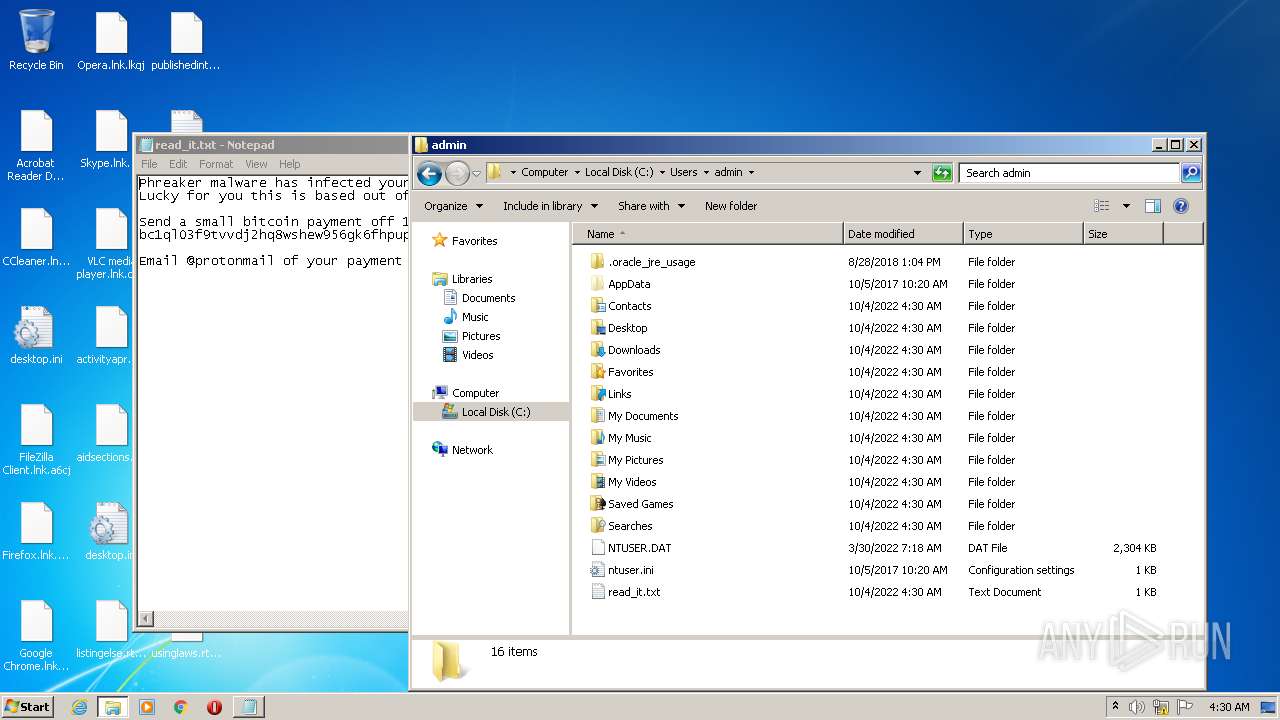 Recycle Bin
Opera.lnk.lkqj
publishedint...
Acrobat
Reader D...
Skype.lnk.
CCleaner.ln...
VLC media
player.lnk.
desktop.ini
activityapr.
FileZilla
Client.lnk.a6cj
aidsections.
Firefox.lnk....
desktop.in
Google
Chrome.lnk...
listingelse.rt...
usinglaws.rt...
read_it.txt - Notepad
File Edit Format View Help
Phreaker malware has infected your
Lucky for you this is based out of
Send a small bitcoin payment off 1
bc1ql03f9tvvdj2hq8wshew956gk6fhpup
Email @protonmail of your payment
admin
Computer Local Disk (C:) Users admin
Search admin
Organize Include in library Share with New folder
Favorites
Libraries
Documents
Music
Pictures
Videos
Computer
Local Disk (C:)
Network
Name Date modified Type Size
.oracle_jre_usage 8/28/2018 1:04 PM File folder
AppData 10/5/2017 10:20 AM File folder
Contacts 10/4/2022 4:30 AM File folder
Desktop 10/4/2022 4:30 AM File folder
Downloads 10/4/2022 4:30 AM File folder
Favorites 10/4/2022 4:30 AM File folder
Links 10/4/2022 4:30 AM File folder
My Documents 10/4/2022 4:30 AM File folder
My Music 10/4/2022 4:30 AM File folder
My Pictures 10/4/2022 4:30 AM File folder
My Videos 10/4/2022 4:30 AM File folder
Saved Games 10/4/2022 4:30 AM File folder
Searches 10/4/2022 4:30 AM File folder
NTUSER.DAT 3/30/2022 7:18 AM DAT File 2,304 KB
ntuser.ini 10/5/2017 10:20 AM Configuration settings 1 KB
read_it.txt 10/4/2022 4:30 AM Text Document 1 KB
16 items
ANY RUN
Start
4:30 AM